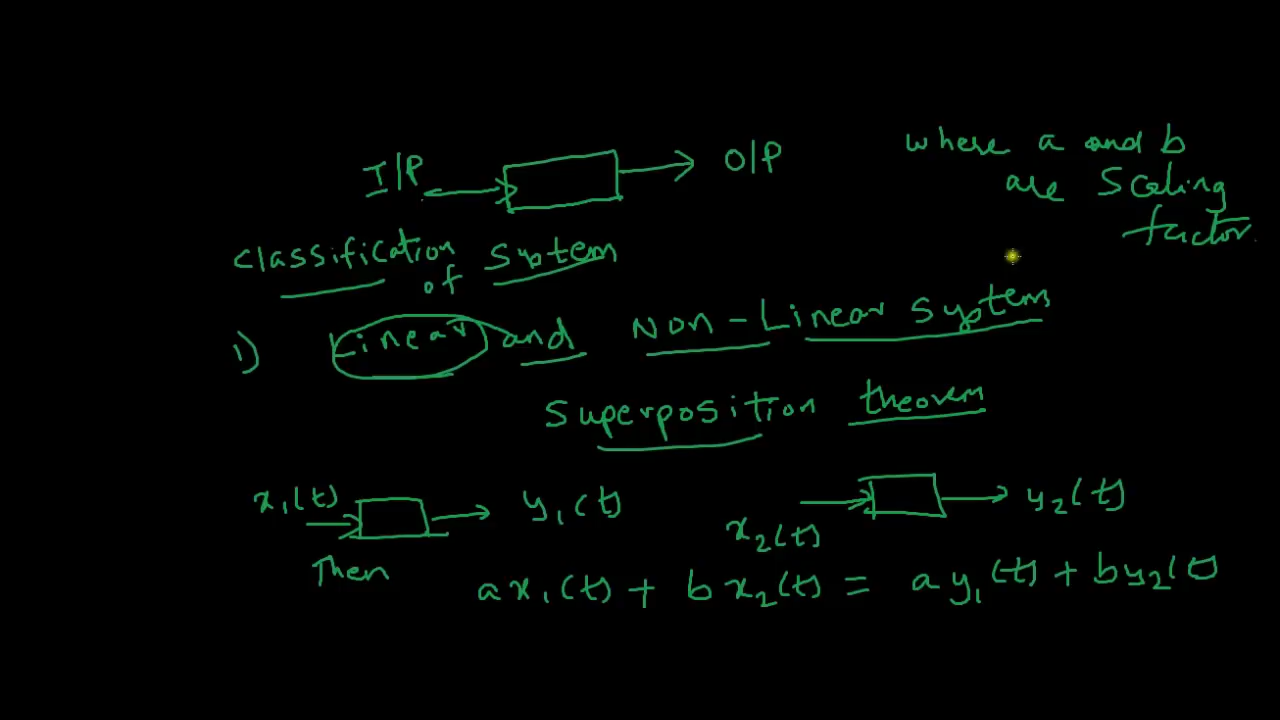 I/P O/P
where a and b
are Scaling
factor.
classification of system
1) Linear and Non-Linear System
Superposition theorem
x₁(t) y₁(t)
x₂(t) y₂(t)
Then ax₁(t) + bx₂(t) = ay₁(t) + by₂(t)